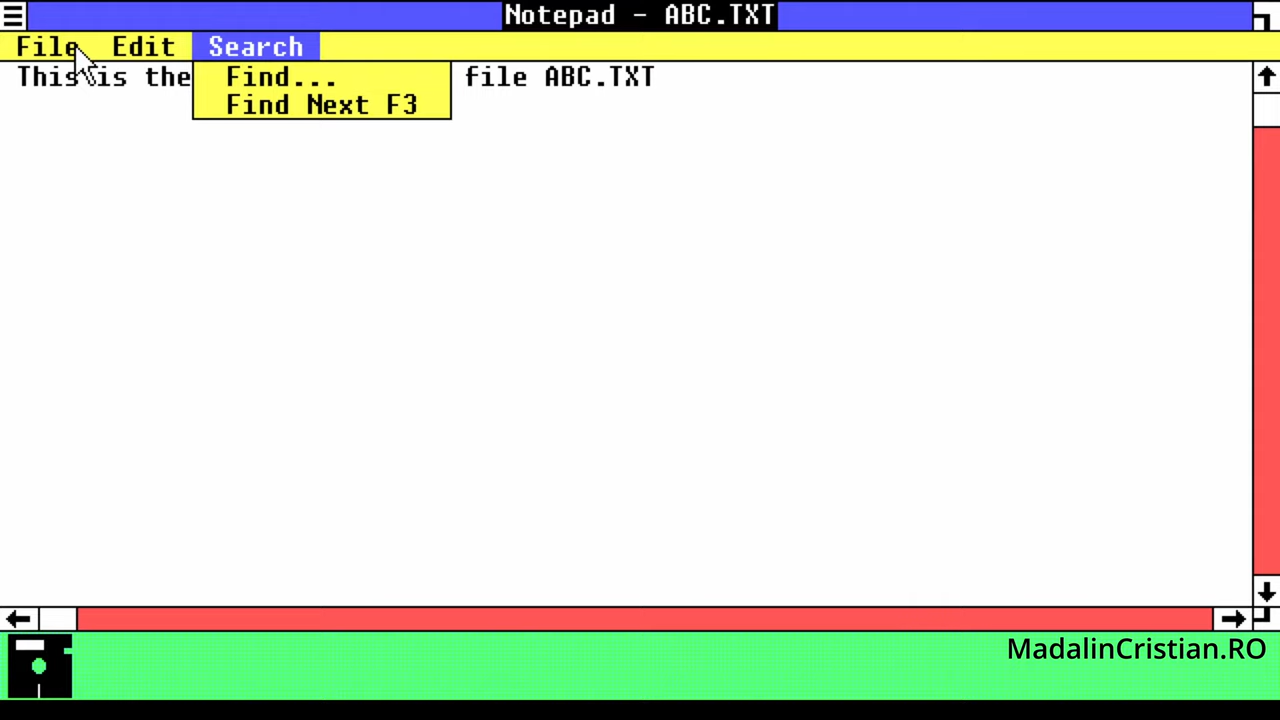 Notepad - ABC.TXT
File Edit Search
This is the file ABC.TXT
Find...
Find Next F3
MadalinCristian.RO